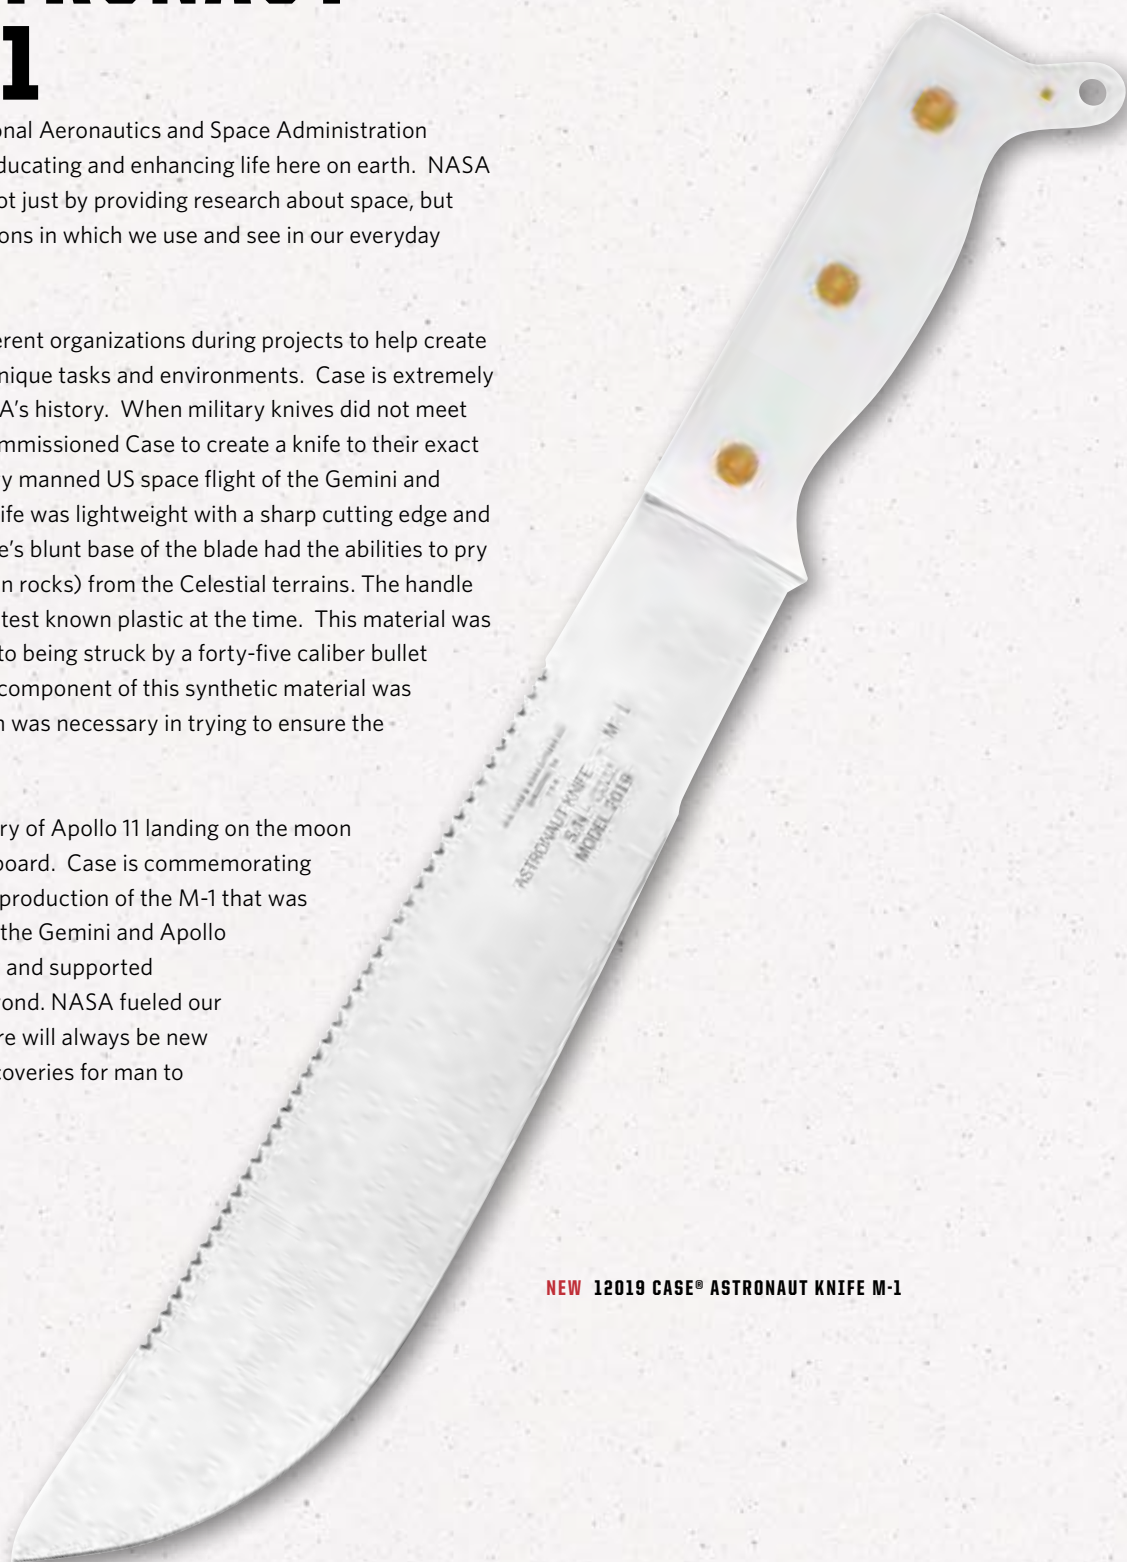 1
onal Aeronautics and Space Administration
ducating and enhancing life here on earth. NASA
ot just by providing research about space, but
ons in which we use and see in our everyday
erent organizations during projects to help create
nique tasks and environments. Case is extremely
A's history. When military knives did not meet
mmissioned Case to create a knife to their exact
y manned US space flight of the Gemini and
ife was lightweight with a sharp cutting edge and
e's blunt base of the blade had the abilities to pry
n rocks) from the Celestial terrains. The handle
test known plastic at the time. This material was
to being struck by a forty-five caliber bullet
component of this synthetic material was
n was necessary in trying to ensure the
ry of Apollo 11 landing on the moon
board. Case is commemorating
production of the M-1 that was
the Gemini and Apollo
and supported
ond. NASA fueled our
re will always be new
coveries for man to
ASTRONAUT KNIFE M-1
S.N.
MODEL 2019
NEW 12019 CASE® ASTRONAUT KNIFE M-1